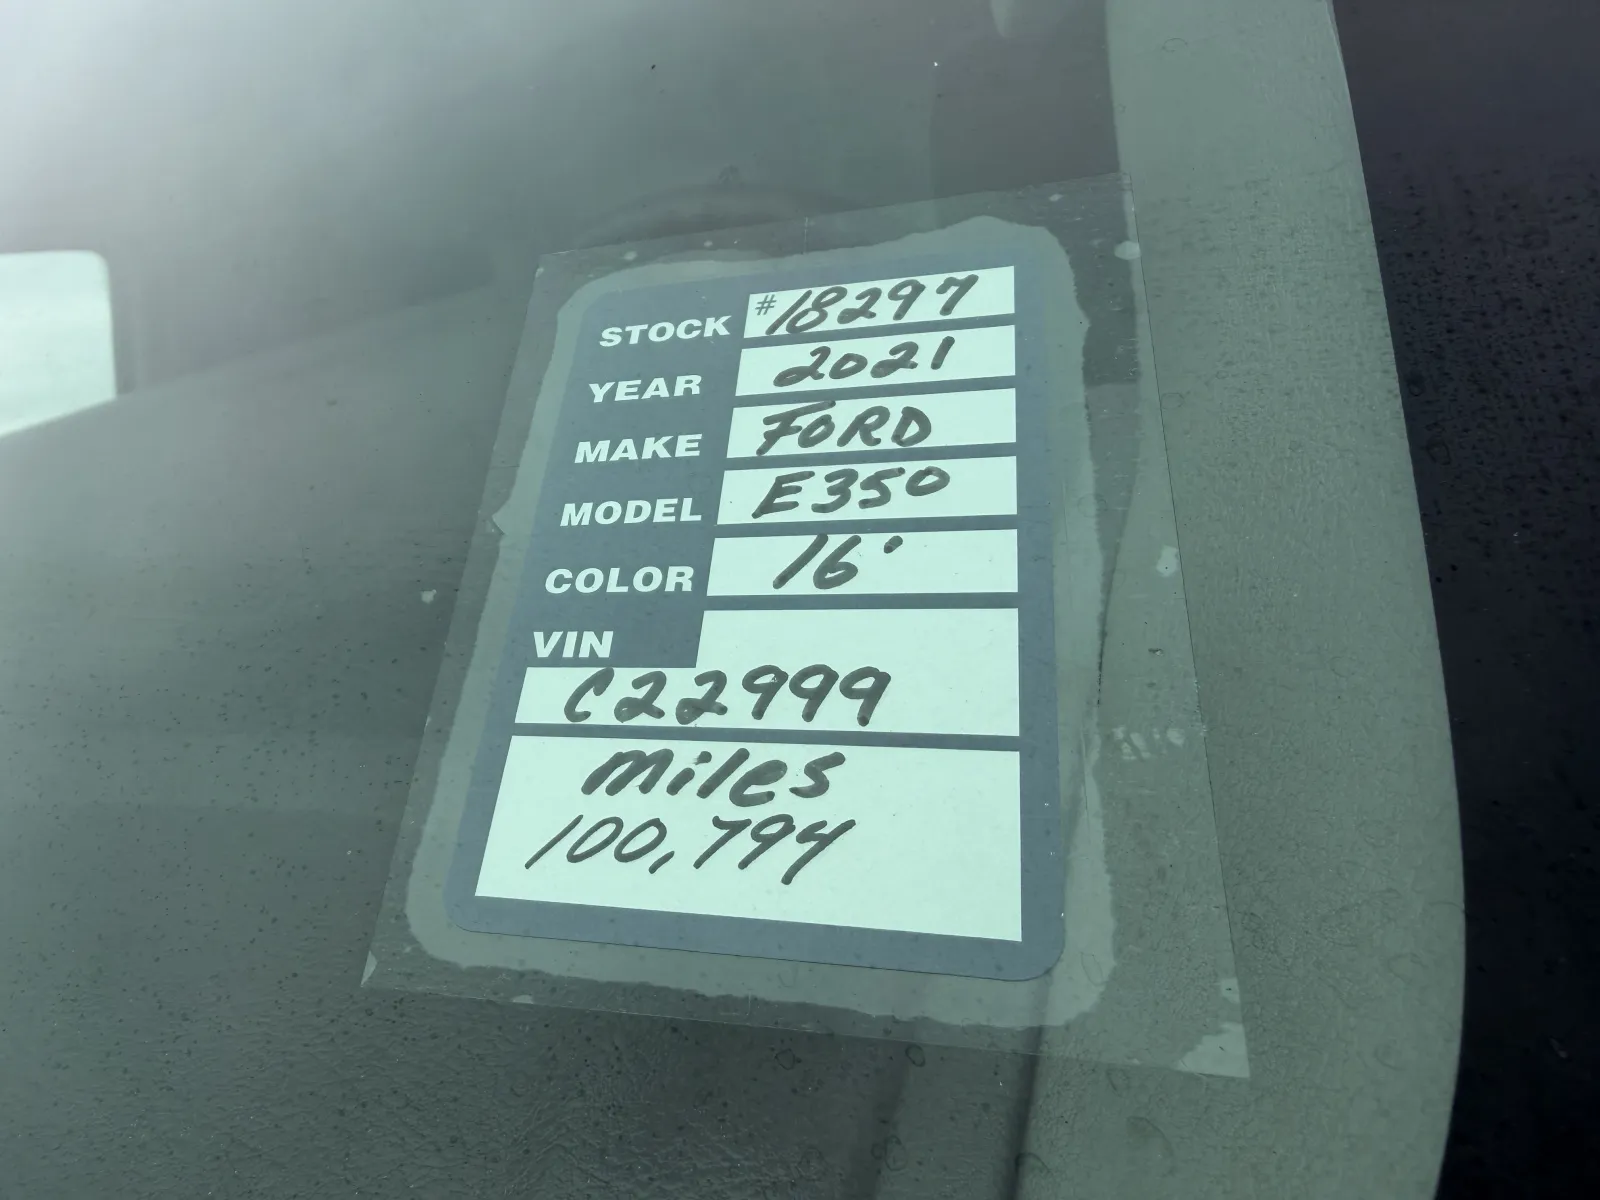 STOCK #18297
YEAR 2021
MAKE FORD
MODEL E350
COLOR 16'
VIN
C22999
miles
100,794